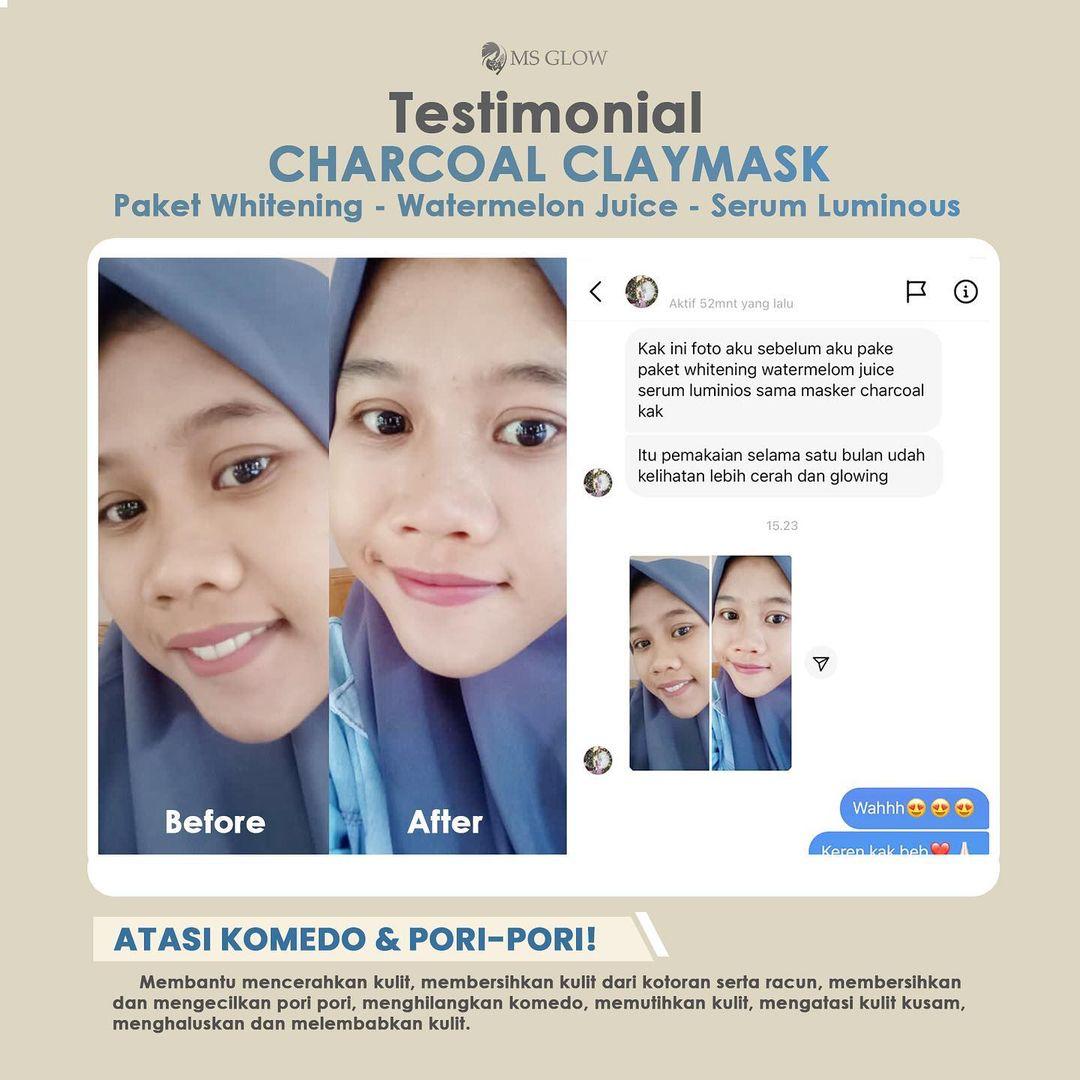 MS GLOW
Testimonial
CHARCOAL CLAYMASK
Paket Whitening - Watermelon Juice - Serum Luminous
Before
After
Aktif 52mnt yang lalu
Kak ini foto aku sebelum aku pake
paket whitening watermelom juice
serum luminios sama masker charcoal
kak
Itu pemakaian selama satu bulan udah
kelihatan lebih cerah dan glowing
15.23
Wahhh😍😍😍
Keren kak beb❤️🙏🏻
ATASI KOMEDO & PORI-PORI!
Membantu mencerahkan kulit, membersihkan kulit dari kotoran serta racun, membersihkan
dan mengecilkan pori pori, menghilangkan komedo, memutihkan kulit, mengatasi kulit kusam,
menghaluskan dan melembabkan kulit.